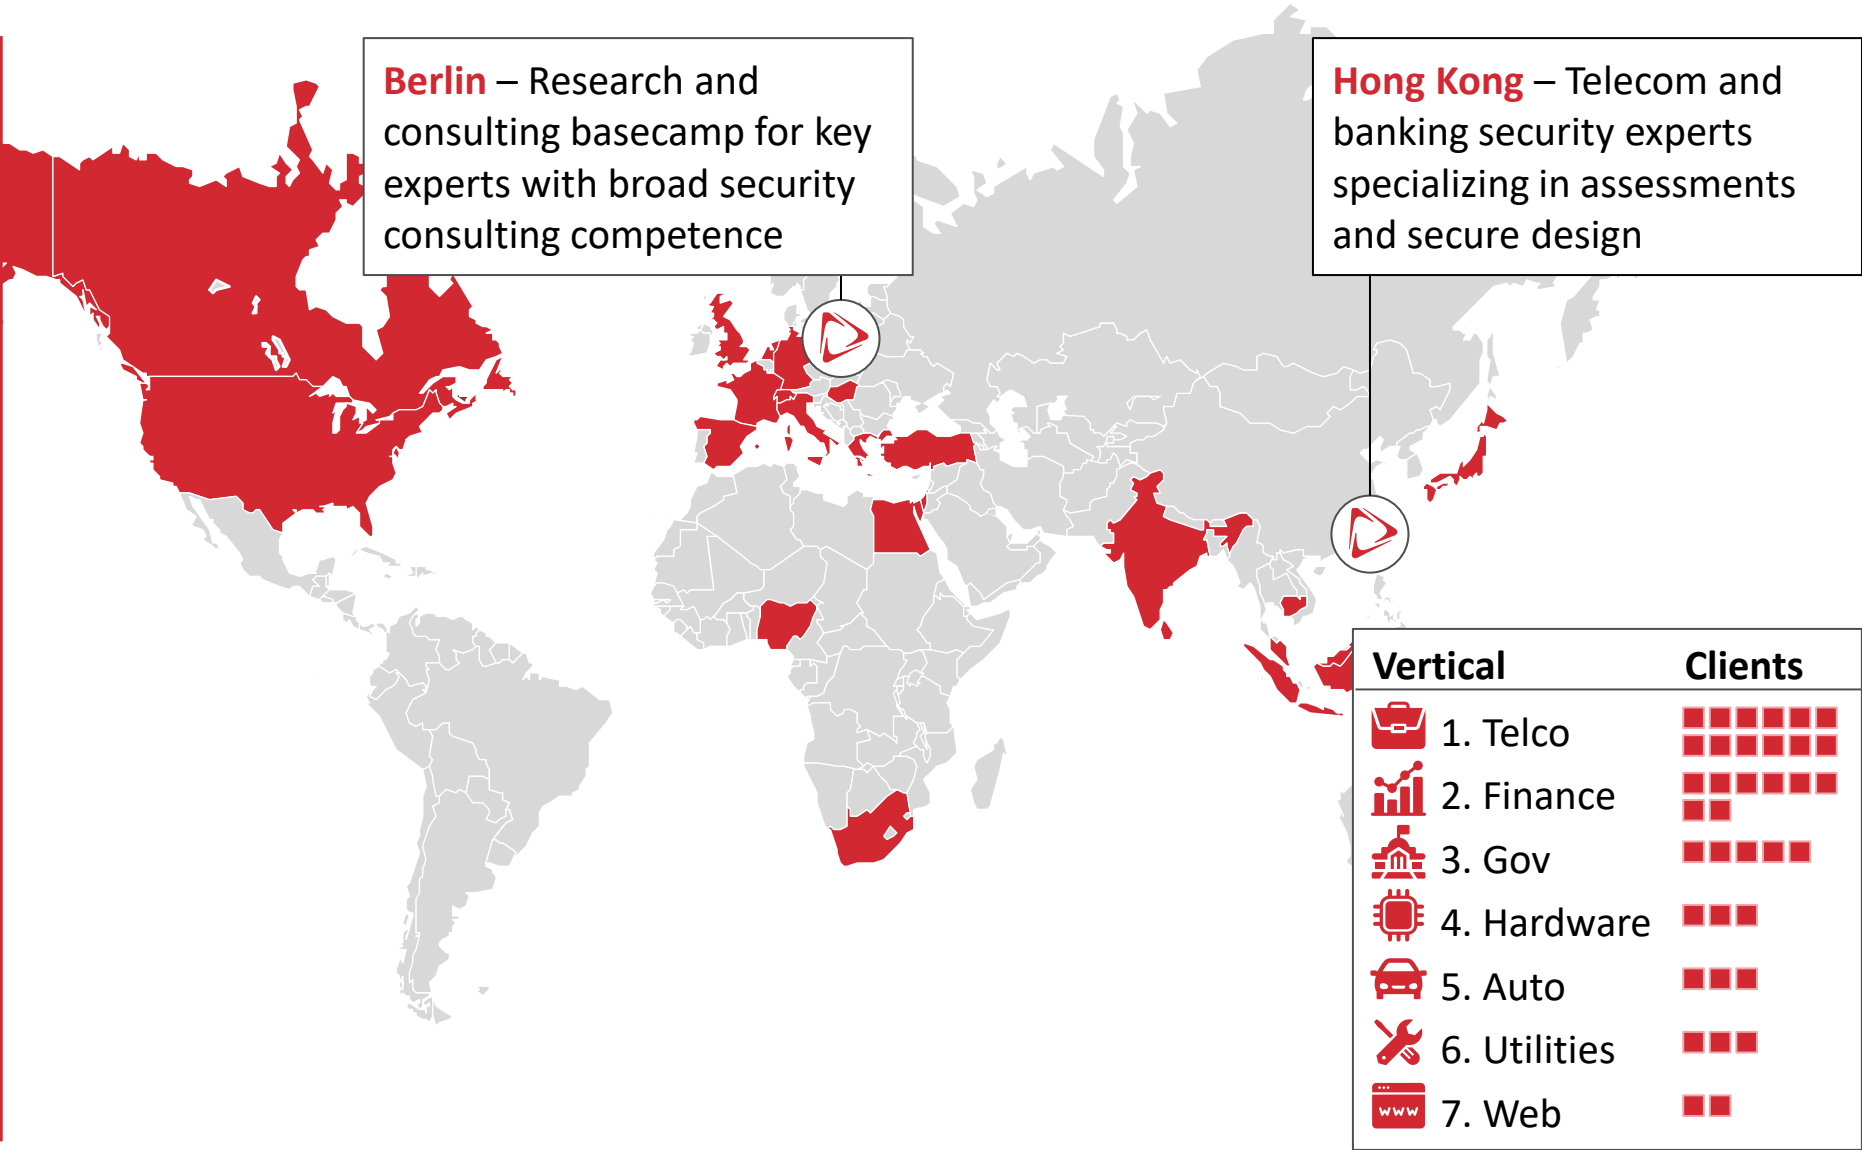 Berlin – Research and
consulting basecamp for key
experts with broad security
consulting competence
Hong Kong – Telecom and
banking security experts
specializing in assessments
and secure design
Vertical Clients
1. Telco
2. Finance
3. Gov
4. Hardware
5. Auto
6. Utilities
www
7. Web